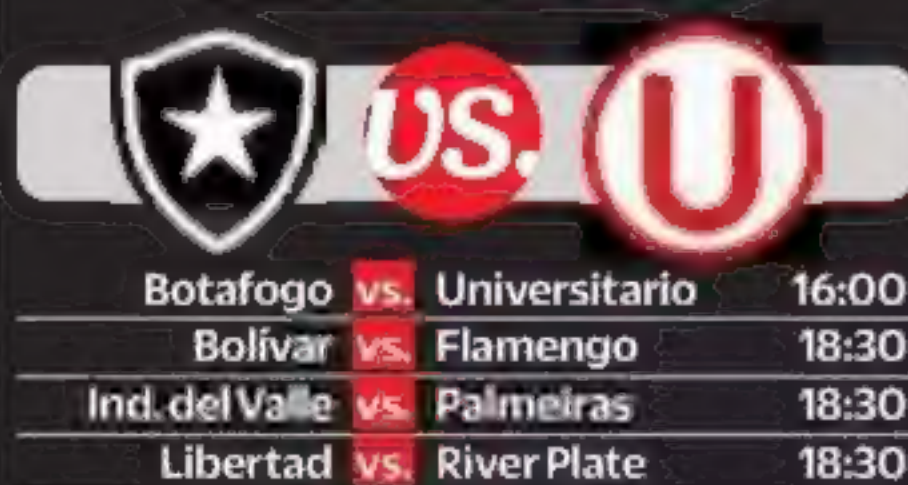 VS. U
Botafogo vs. Universitario 16:00
Bolívar vs. Flamengo 18:30
Ind. del Valle vs. Palmeiras 18:30
Libertad vs. River Plate 18:30